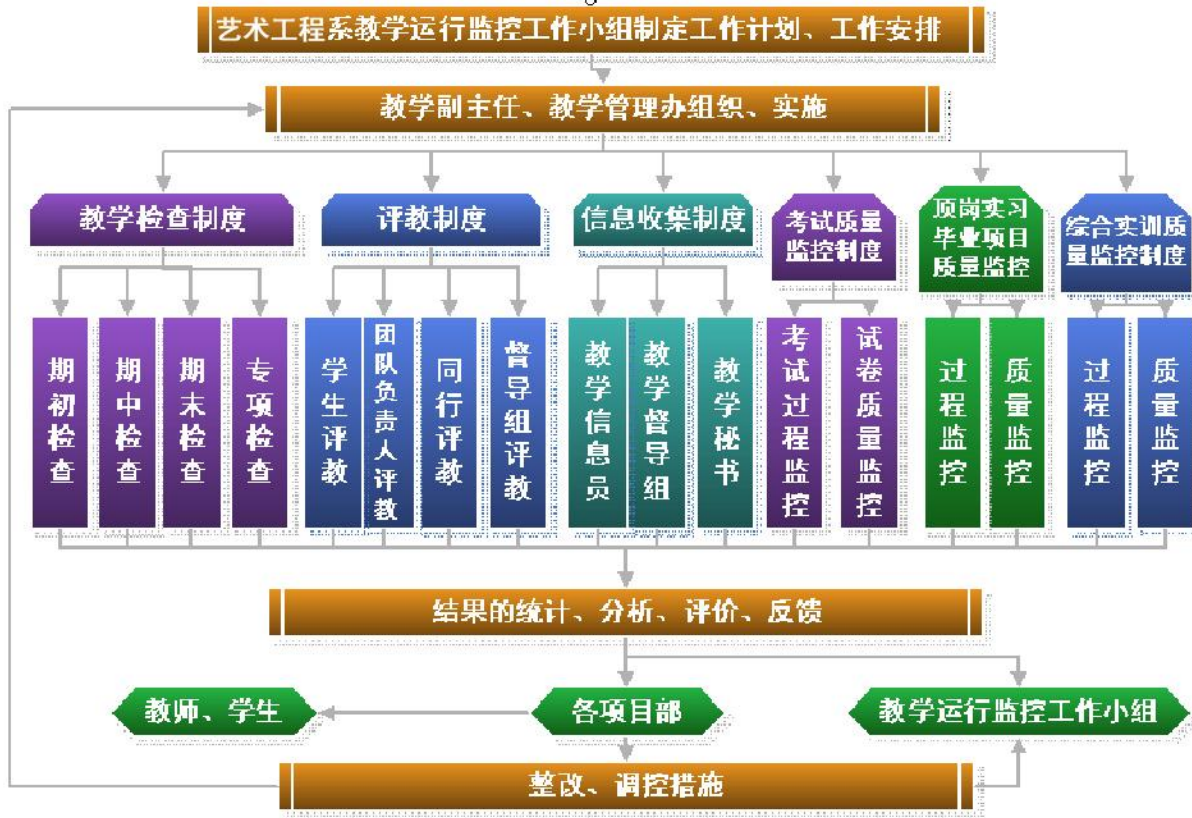 艺术工程系教学运行监控工作小组制定工作计划、工作安排
教学副主任、教学管理办组织、实施
教学检查制度
评教制度
信息收集制度
考试质量
监控制度
顶岗实习
毕业项目
质量监控
综合实训质
量监控制度
期初检查
期中检查
期末检查
专项检查
学生评教
团队负责人评教
同行评教
督导组评教
教学信息员
教学督导组
教学秘书
考试过程监控
试卷质量监控
过程监控
质量监控
过程监控
质量监控
结果的统计、分析、评价、反馈
教师、学生
各项目部
教学运行监控工作小组
整改、调控措施